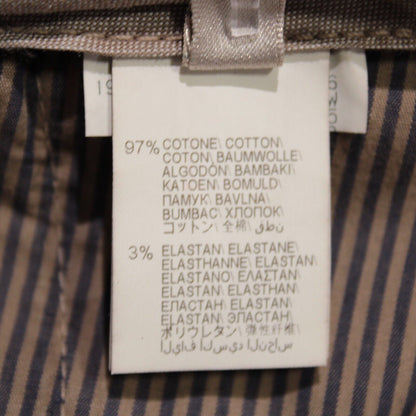 97% COTONE\ COTTON\
COTON\ BAUMWOLLE\
ALGODÓN\ BAMBAKI\
KATOEN\ BOMULD\
ПАМУК\ BAVLNA\
BUMBAC\ ХЛОПОК\
コットン\ 全棉\ قطن
3% ELASTAN\ ELASTANE\
ELASTHANNE\ ELASTAN\
ELASTANO\ ΕΛΑΣΤΑΝ\
ELASTAN\ ELASTHAN\
ЕЛАСТАН\ ELASTAN\
ELASTAN\ ЭЛАСТАН\
ポリウレタン\ 弾性纤维\